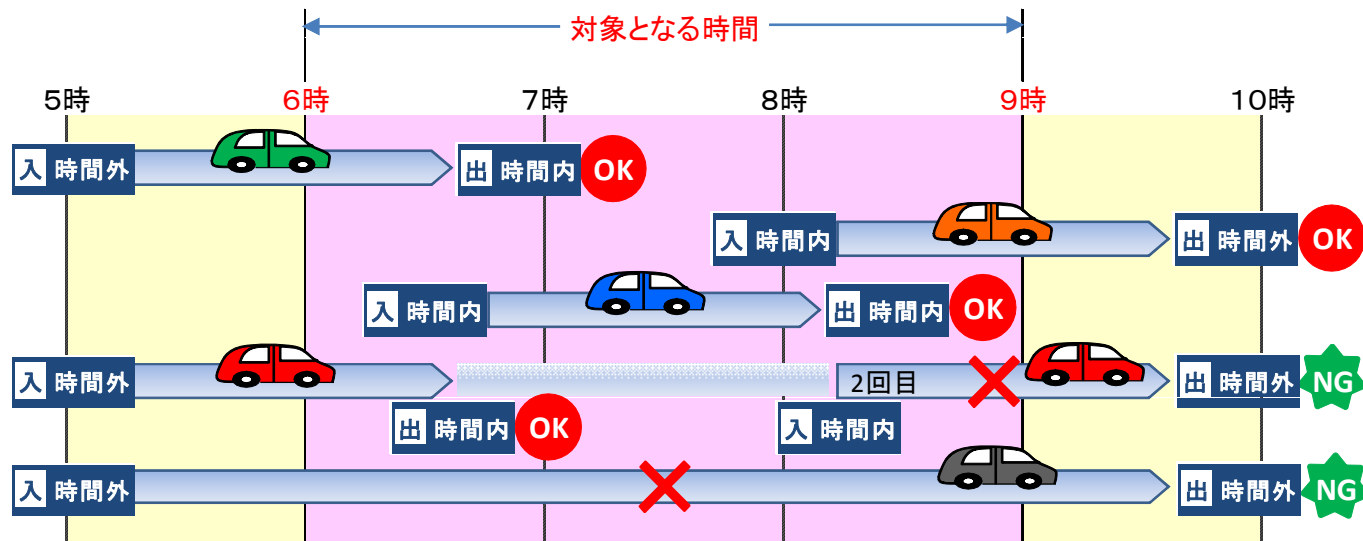 対象となる時間
5時 6時 7時 8時 9時 10時
入 時間外 出 時間内 OK
入 時間内 出 時間外 OK
入 時間内 出 時間内 OK
入 時間外 2回目 出 時間外 NG
出 時間内 OK 入 時間内
入 時間外 出 時間外 NG